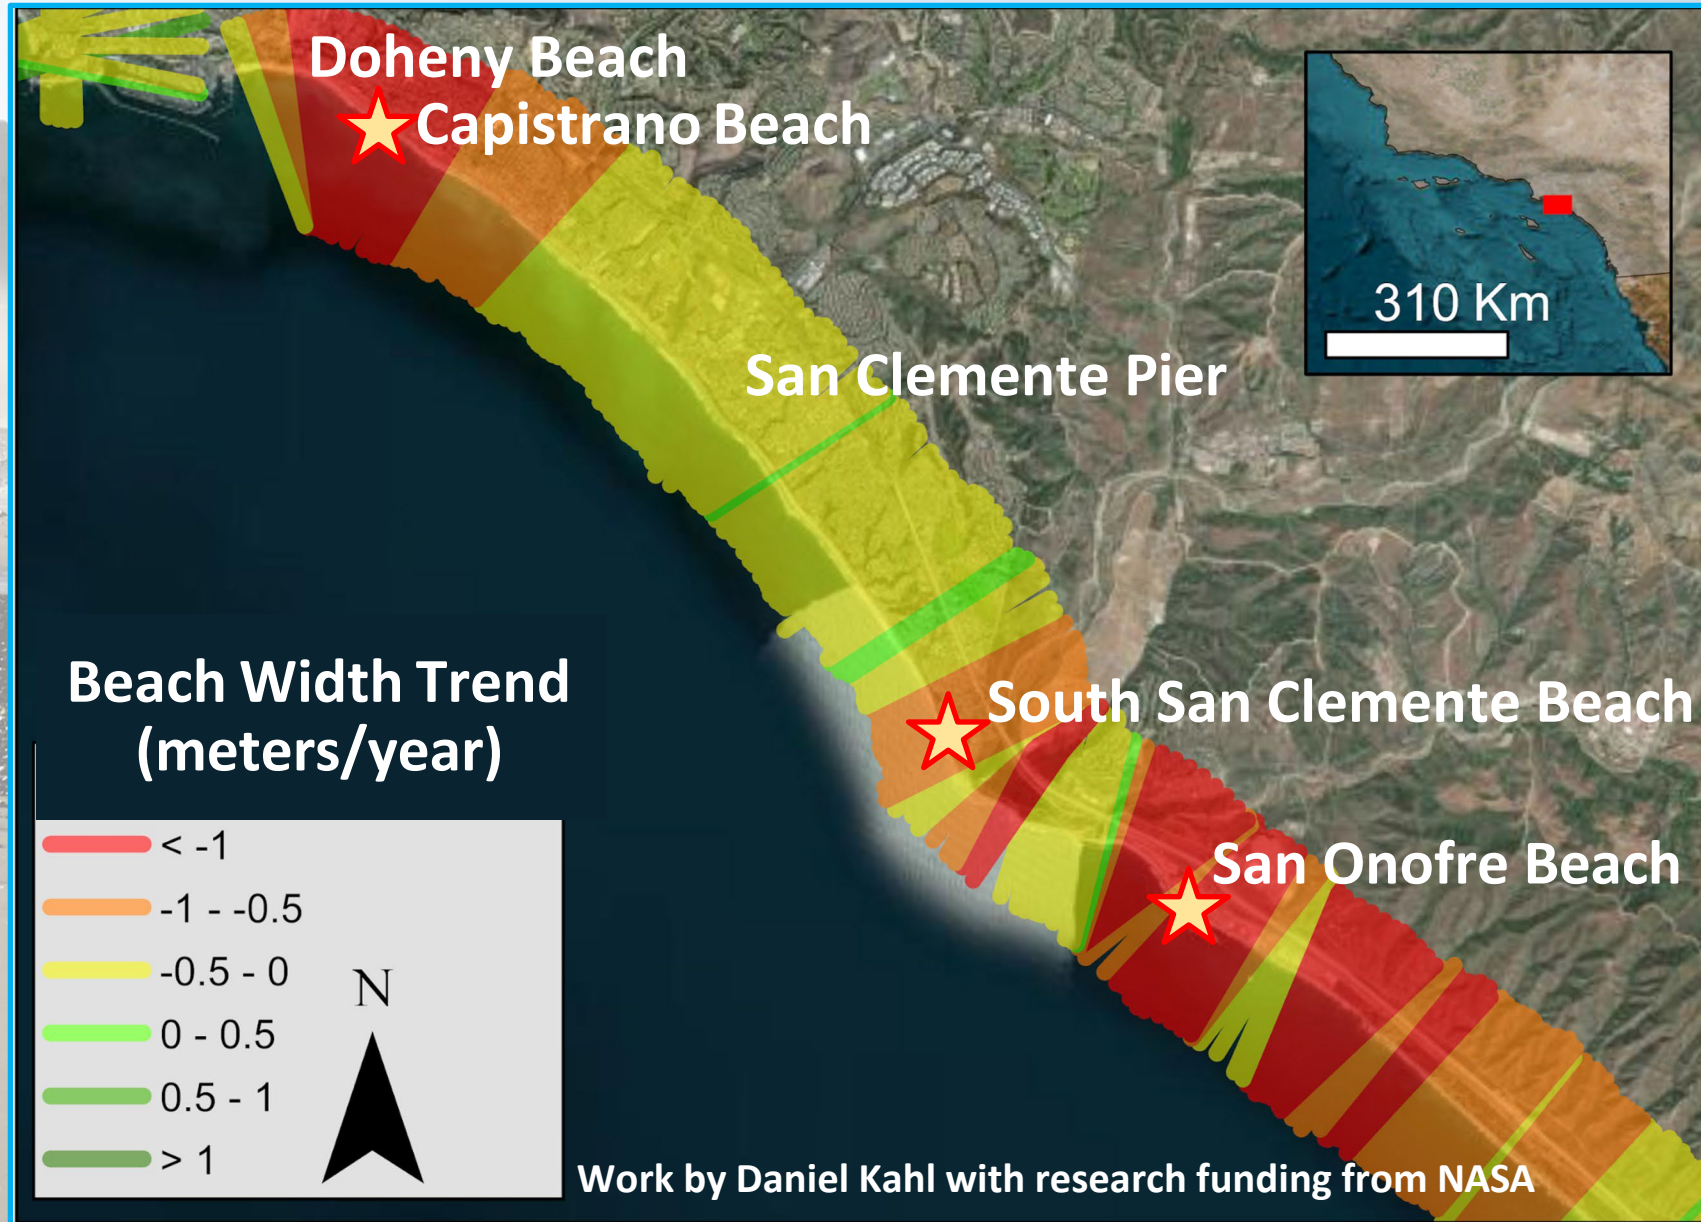 Doheny Beach
Capistrano Beach
310 Km
San Clemente Pier
Beach Width Trend
(meters/year)
South San Clemente Beach
San Onofre Beach
< -1
-1 - -0.5
-0.5 - 0
0 - 0.5
0.5 - 1
> 1
N
Work by Daniel Kahl with research funding from NASA